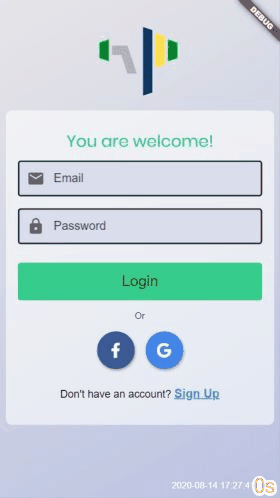 DEBUG
You are welcome!
Email
Password
Login
Or
f
G
Don't have an account? Sign Up
2020-08-14 17:27:4
0s